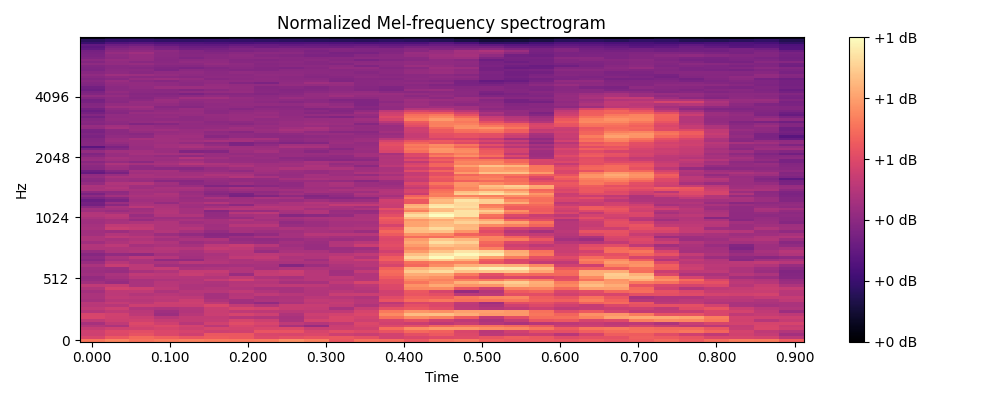 Normalized Mel-frequency spectrogram
Hz
4096
2048
1024
512
0
0.000 0.100 0.200 0.300 0.400 0.500 0.600 0.700 0.800 0.900
Time
+1 dB
+1 dB
+1 dB
+0 dB
+0 dB
+0 dB